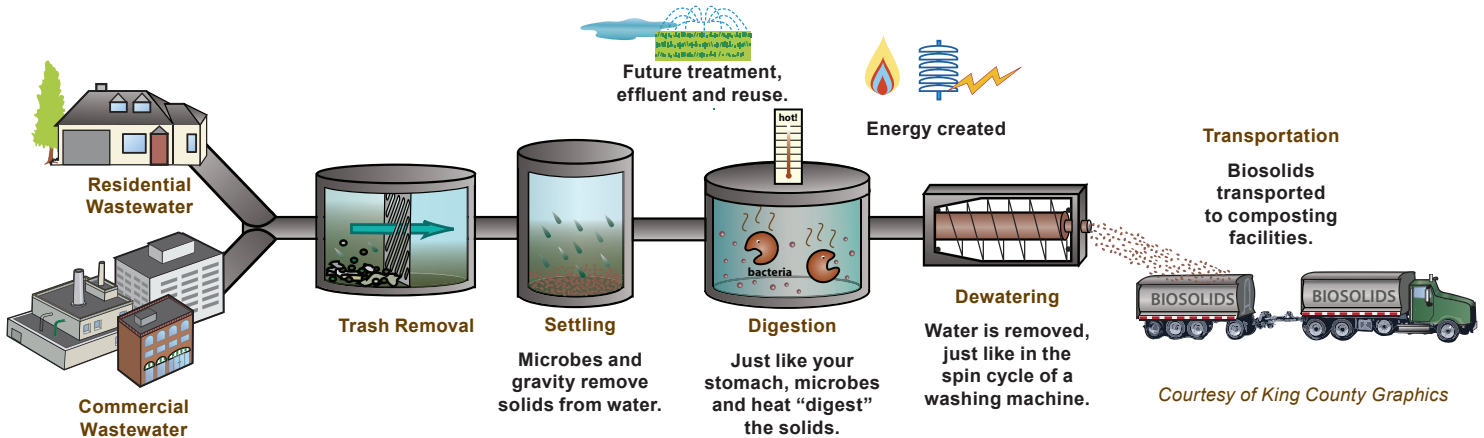 Future treatment,
effluent and reuse.
Energy created
hot!
Residential
Wastewater
Commercial
Wastewater
Trash Removal
Settling
Microbes and
gravity remove
solids from water.
bacteria
Digestion
Just like your
stomach, microbes
and heat “digest”
the solids.
Dewatering
Water is removed,
just like in the
spin cycle of a
washing machine.
Transportation
Biosolids
transported
to composting
facilities.
BIOSOLIDS
BIOSOLIDS
Courtesy of King County Graphics